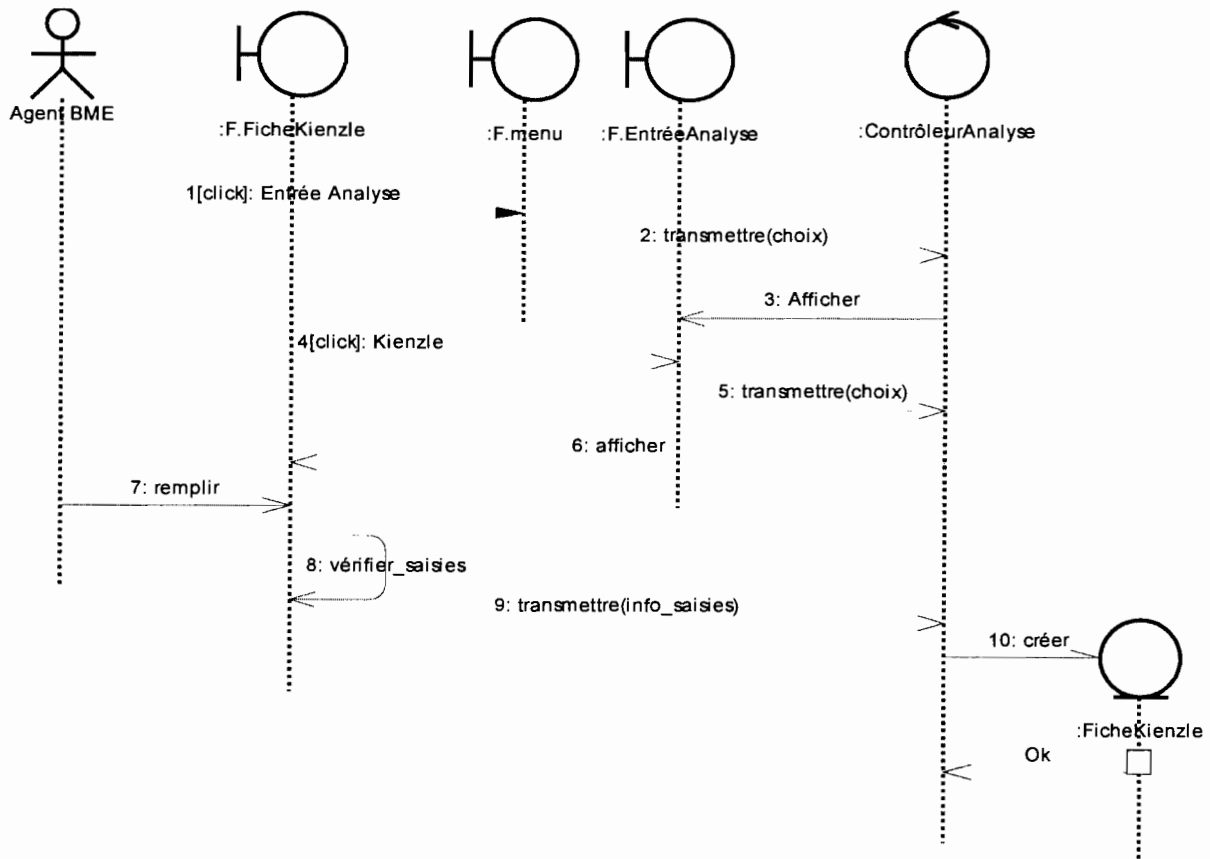 Agent BME
:F.FicheKienzle
:F.menu
:F.EntréeAnalyse
:ContrôleurAnalyse
1[click]: Entrée Analyse
2: transmettre(choix)
3: Afficher
4[click]: Kienzle
5: transmettre(choix)
6: afficher
7: remplir
8: vérifier_saisies
9: transmettre(info_saisies)
10: créer
:FicheKienzle
Ok